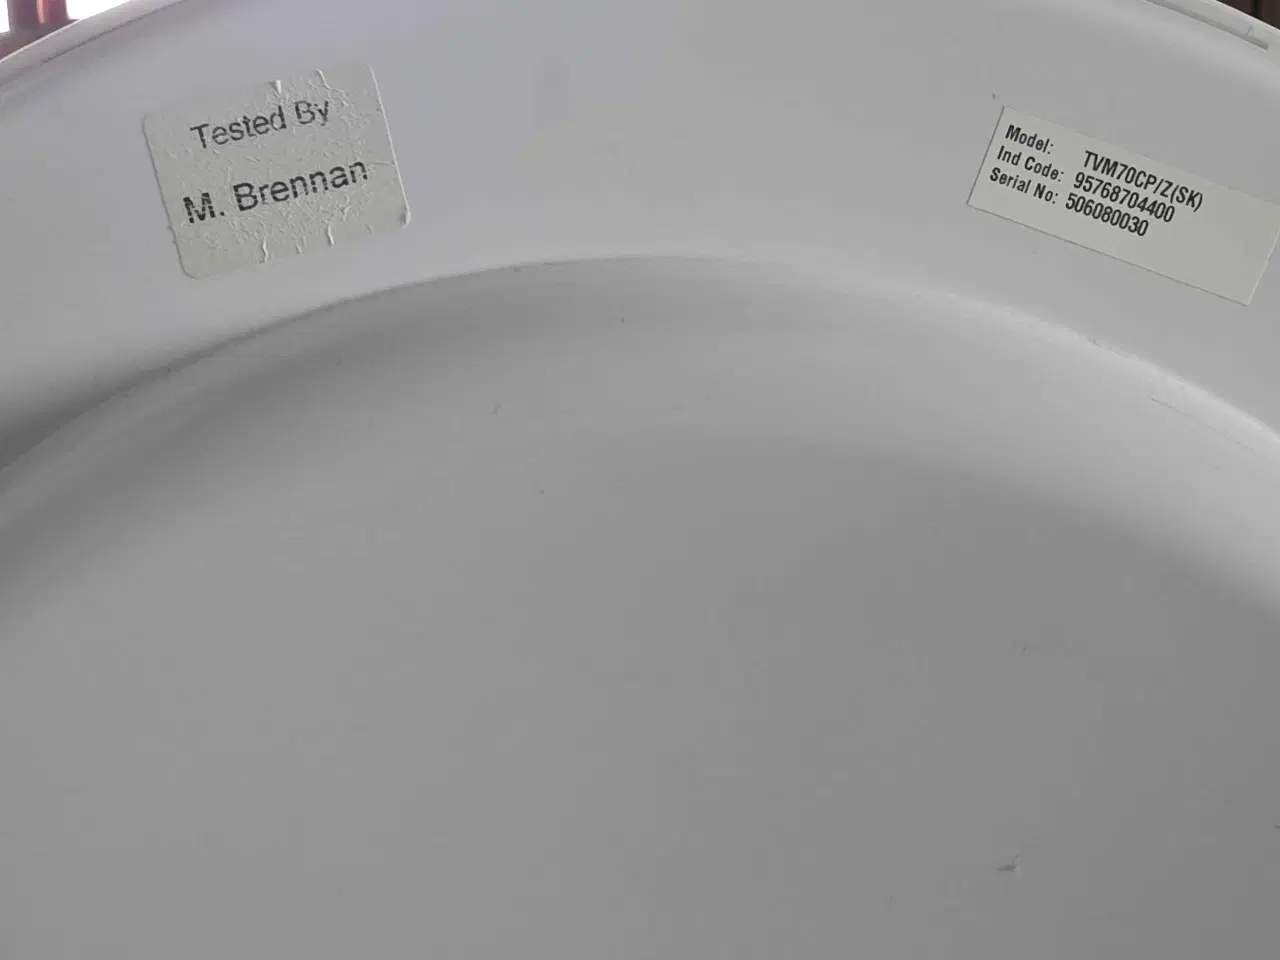 Tested By
M. Brennan
Model: TVM70CP/Z(SK)
Ind Code: 95768704400
Serial No: 506080030